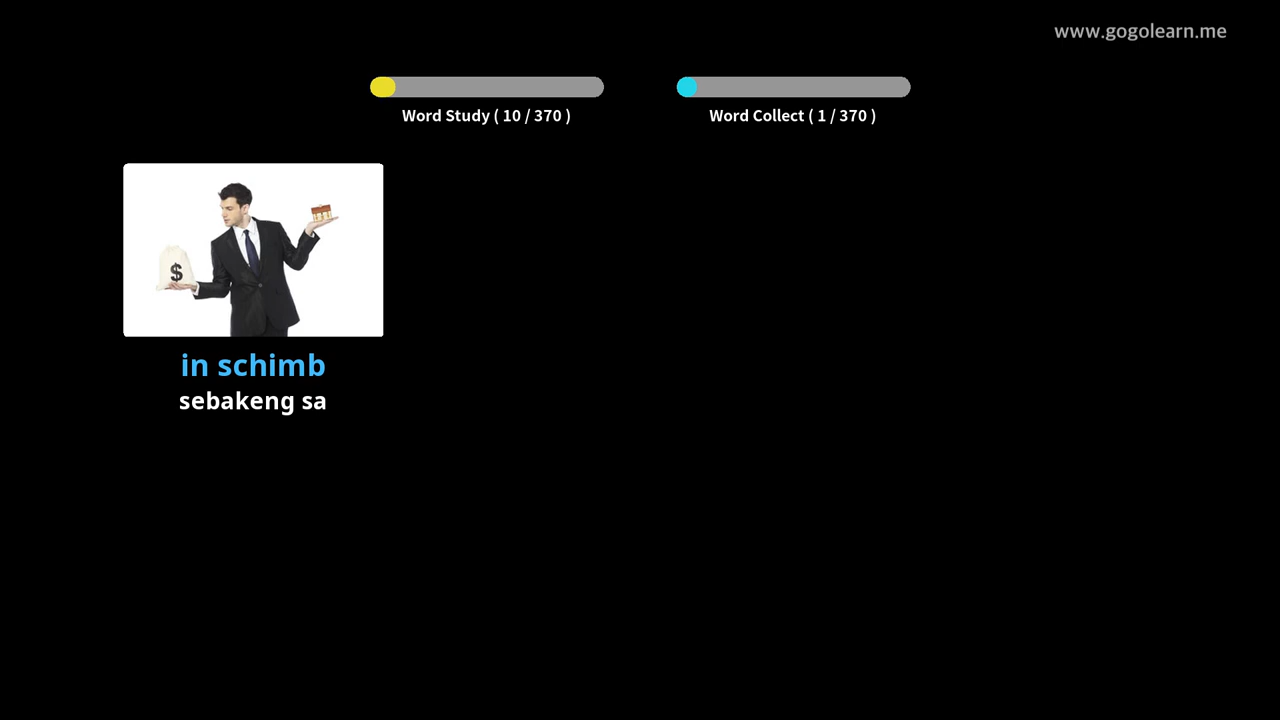 www.gogolearn.me
Word Study ( 10 / 370 )
Word Collect ( 1 / 370 )
$
in schimb
sebakeng sa